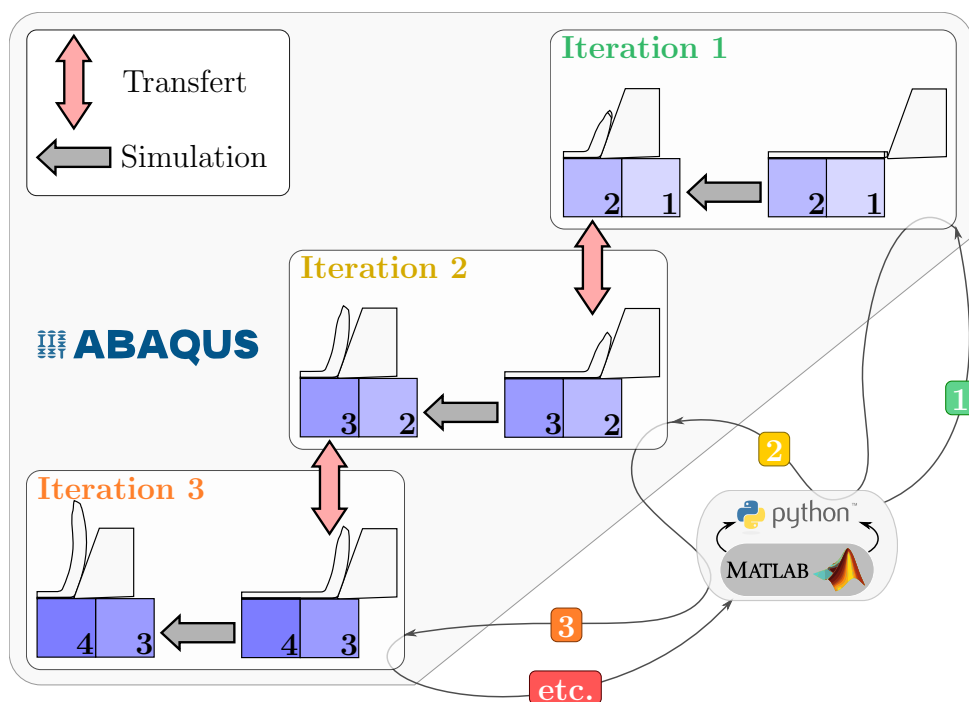 Transfert
Simulation
Iteration 1
2 1
2 1
Iteration 2
3 2
3 2
ABAQUS
Iteration 3
4 3
4 3
1
2
3
etc.
python™
MATLAB